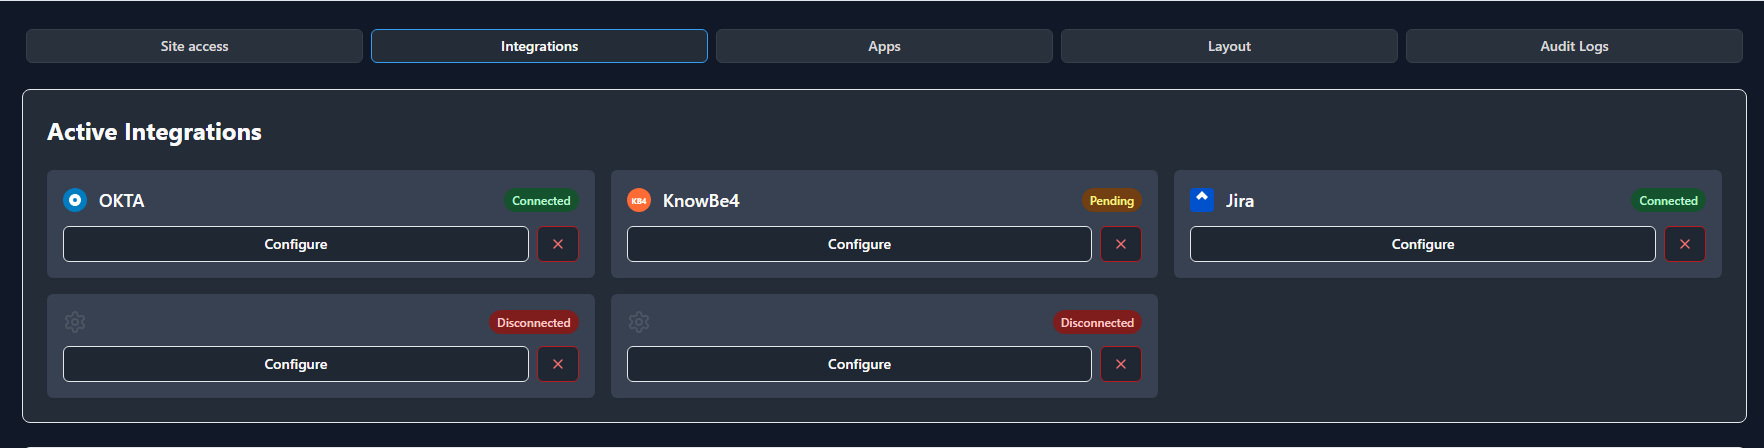 Site access
Integrations
Apps
Layout
Audit Logs
Active Integrations
OKTA
Connected
Configure
KB4
KnowBe4
Pending
Configure
Jira
Connected
Configure
Disconnected
Configure
Disconnected
Configure